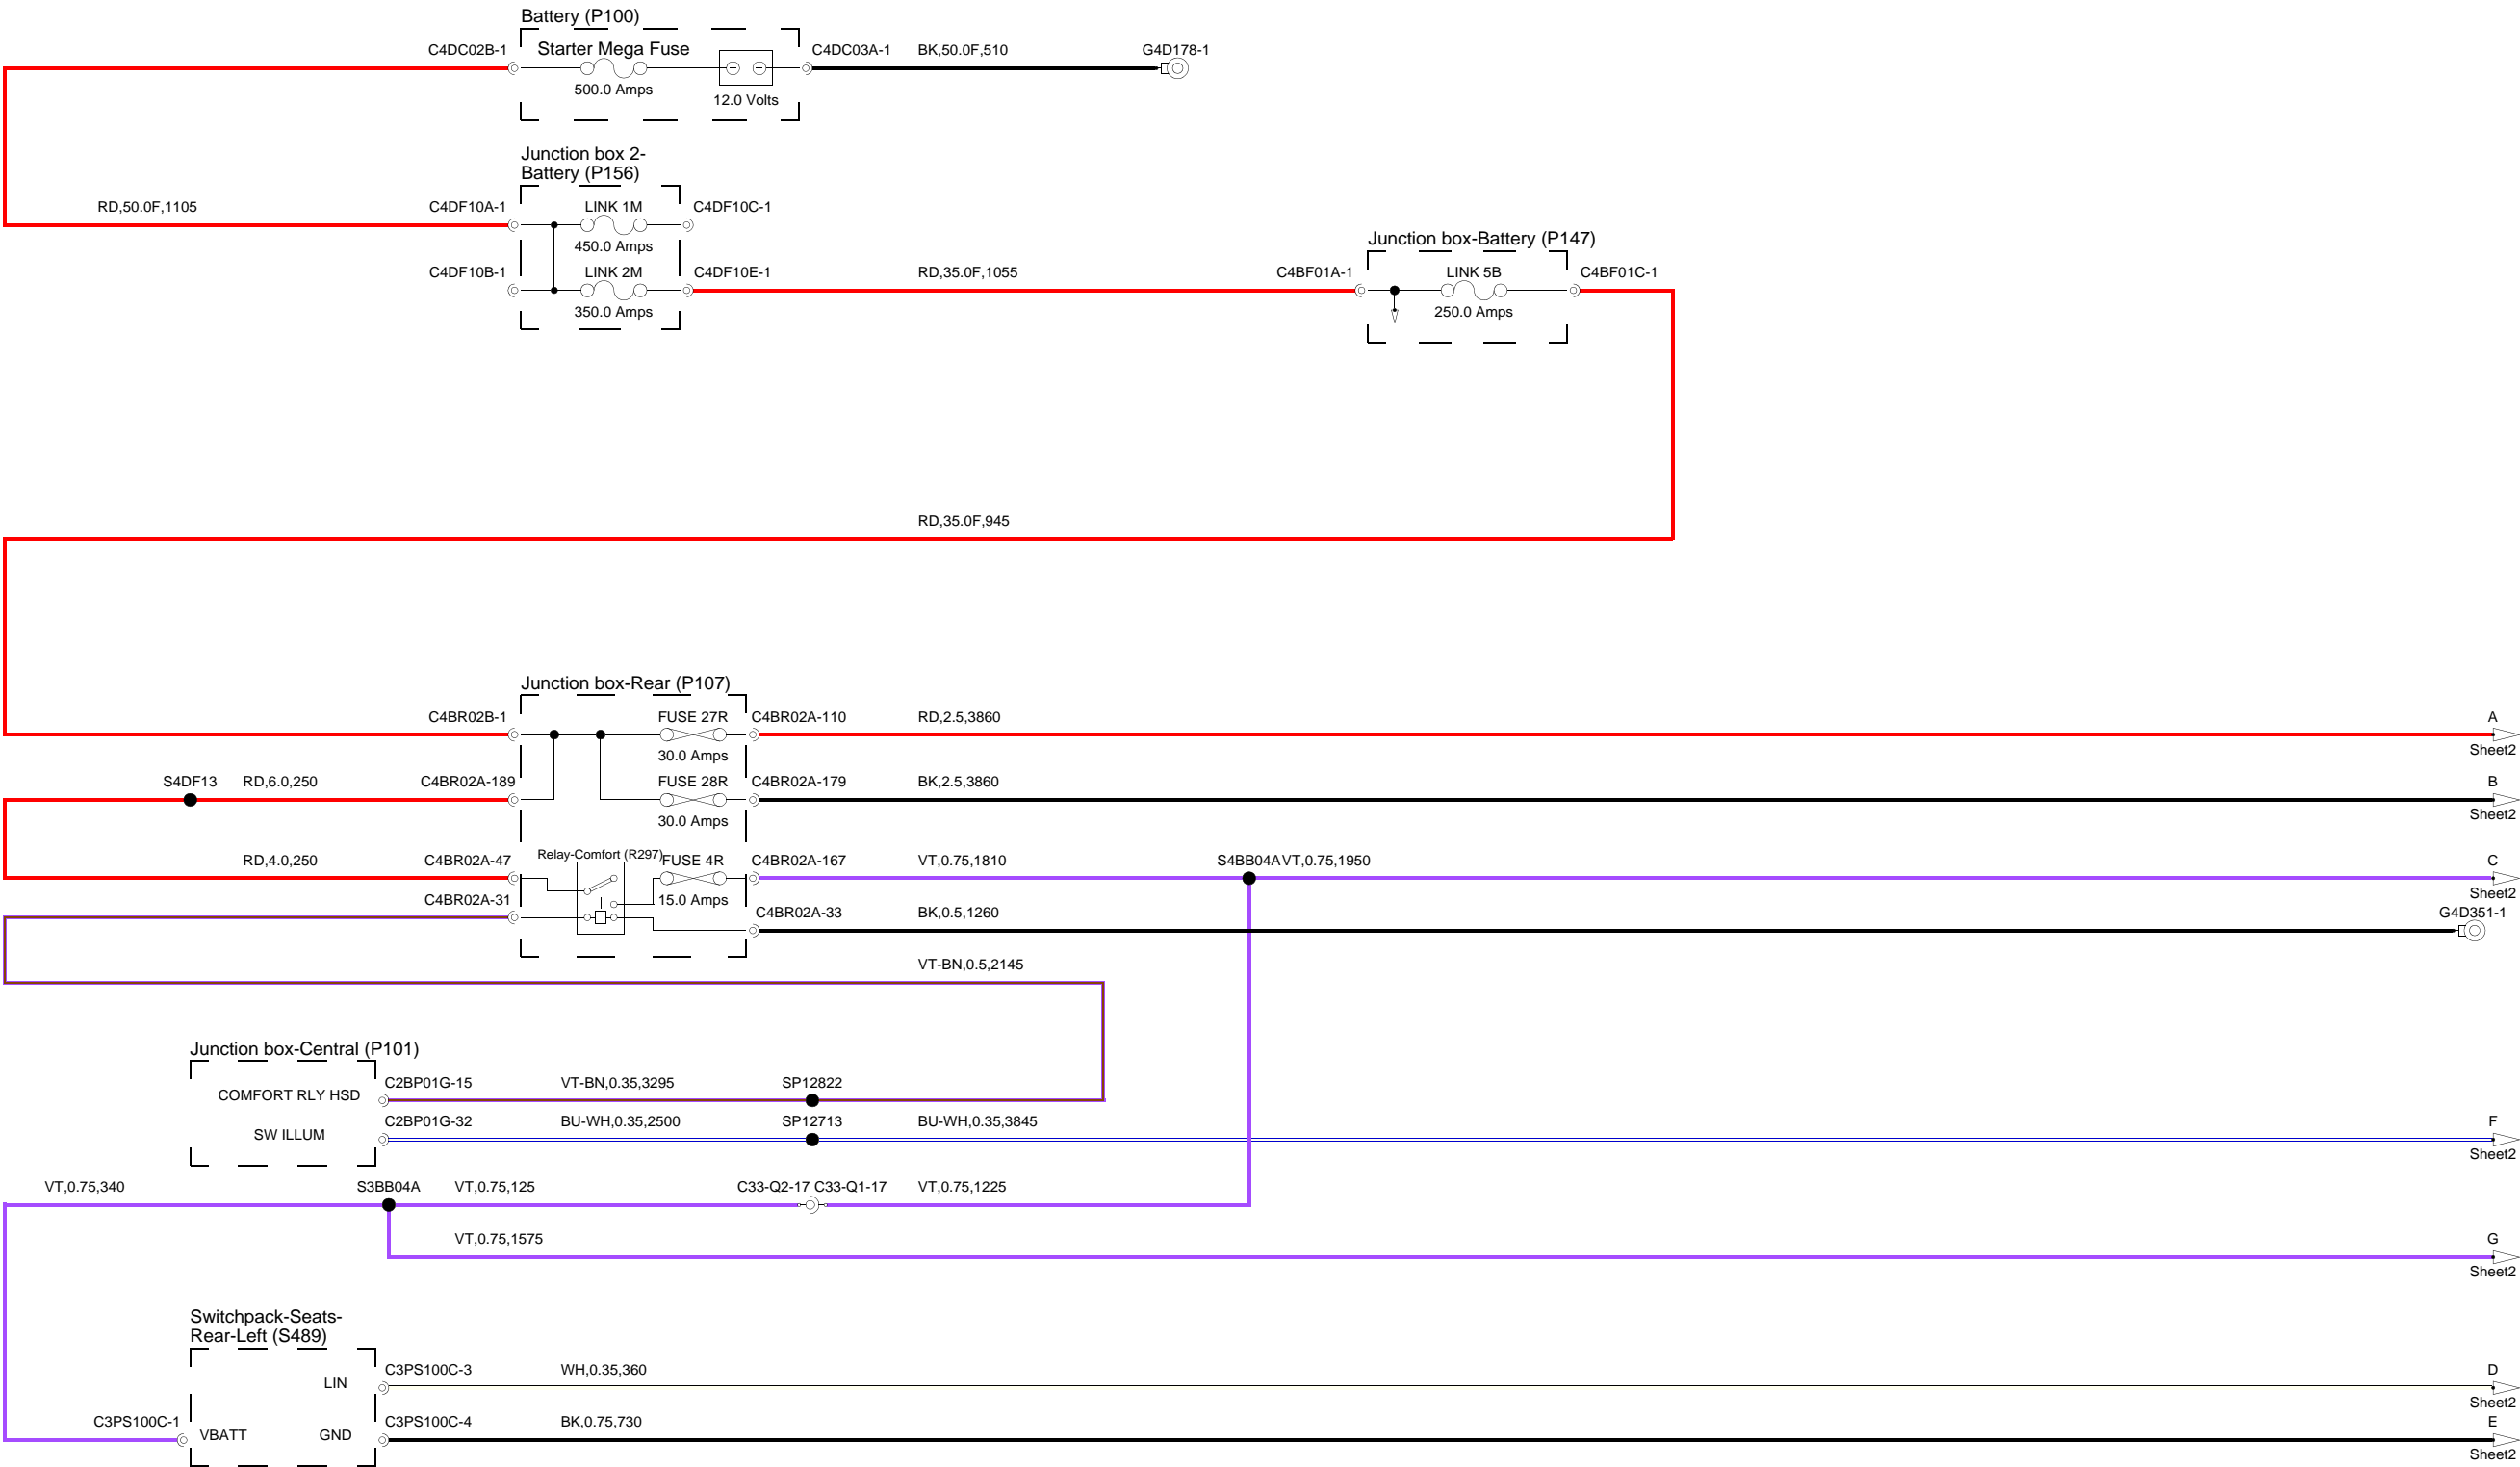 Battery (P100)
C4DC02B-1 Starter Mega Fuse C4DC03A-1 BK,50.0F,510 G4D178-1
+ −
500.0 Amps
12.0 Volts
Junction box 2-
Battery (P156)
RD,50.0F,1105 C4DF10A-1 LINK 1M C4DF10C-1
450.0 Amps
Junction box-Battery (P147)
C4DF10B-1 LINK 2M C4DF10E-1 RD,35.0F,1055 C4BF01A-1 LINK 5B C4BF01C-1
350.0 Amps 250.0 Amps
RD,35.0F,945
Junction box-Rear (P107)
C4BR02B-1 FUSE 27R C4BR02A-110 RD,2.5,3860 A
30.0 Amps Sheet2
S4DF13 RD,6.0,250 C4BR02A-189 FUSE 28R C4BR02A-179 BK,2.5,3860 B
30.0 Amps Sheet2
RD,4.0,250 C4BR02A-47 Relay-Comfort (R297) FUSE 4R C4BR02A-167 VT,0.75,1810 S4BB04A VT,0.75,1950 C
Sheet2
C4BR02A-31 15.0 Amps C4BR02A-33 BK,0.5,1260 G4D351-1
VT-BN,0.5,2145
Junction box-Central (P101)
COMFORT RLY HSD C2BP01G-15 VT-BN,0.35,3295 SP12822
SW ILLUM C2BP01G-32 BU-WH,0.35,2500 SP12713 BU-WH,0.35,3845 F
Sheet2
VT,0.75,340 S3BB04A VT,0.75,125 C33-Q2-17 C33-Q1-17 VT,0.75,1225
VT,0.75,1575 G
Sheet2
Switchpack-Seats-
Rear-Left (S489)
LIN C3PS100C-3 WH,0.35,360 D
Sheet2
C3PS100C-1 VBATT GND C3PS100C-4 BK,0.75,730 E
Sheet2